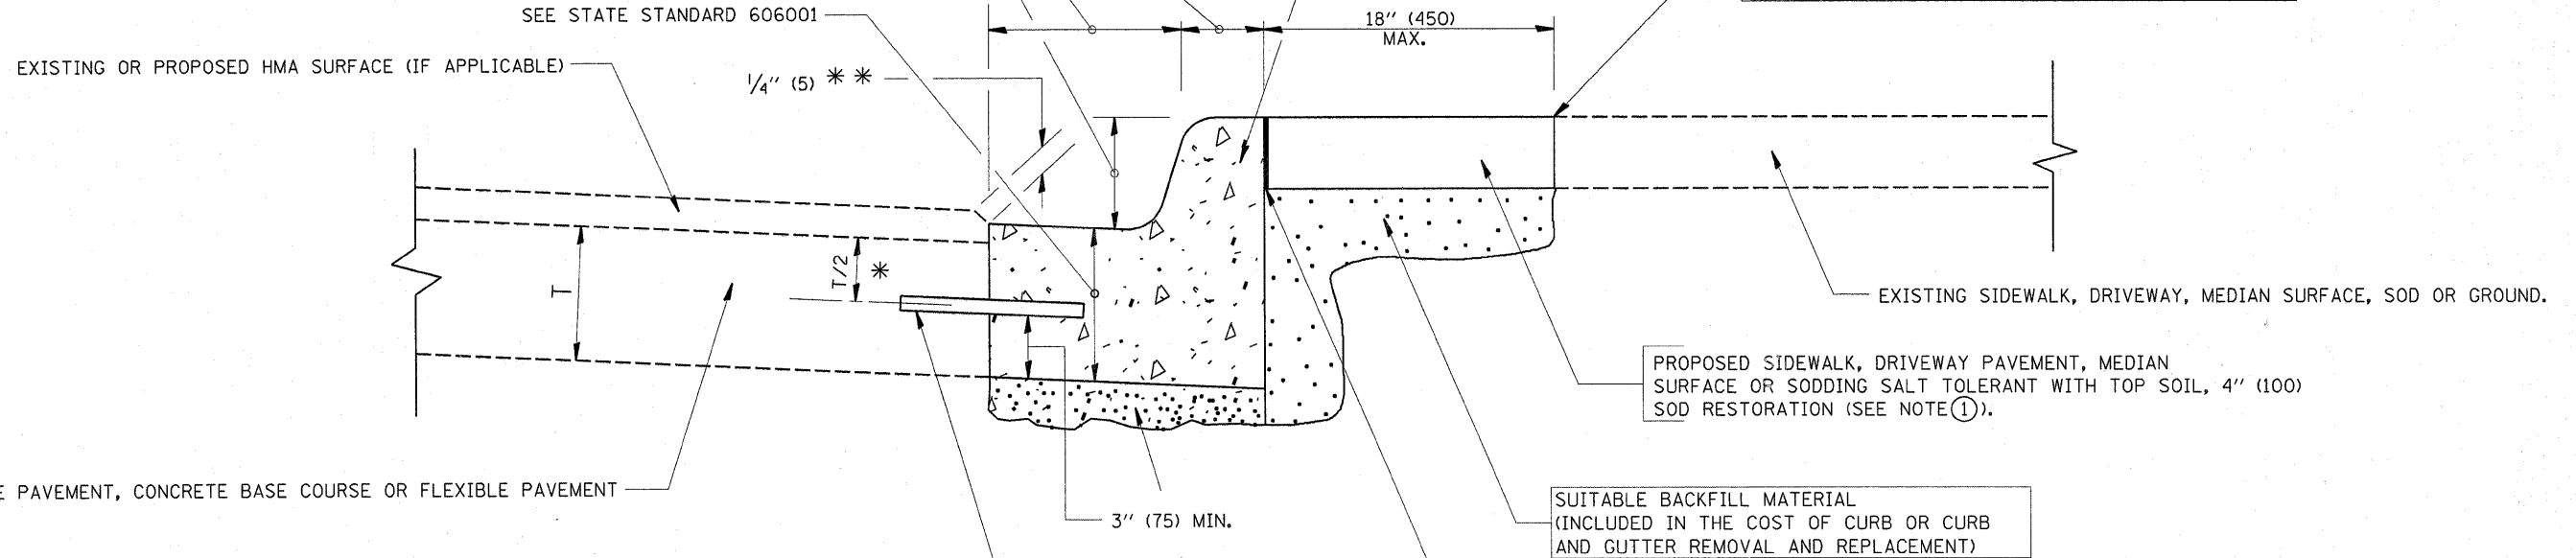 SEE STATE STANDARD 606001
18" (450)
MAX.
EXISTING OR PROPOSED HMA SURFACE (IF APPLICABLE)
1/4" (5) * *
T
T/2
*
EXISTING SIDEWALK, DRIVEWAY, MEDIAN SURFACE, SOD OR GROUND.
PROPOSED SIDEWALK, DRIVEWAY PAVEMENT, MEDIAN
SURFACE OR SODDING SALT TOLERANT WITH TOP SOIL, 4" (100)
SOD RESTORATION (SEE NOTE ①).
E PAVEMENT, CONCRETE BASE COURSE OR FLEXIBLE PAVEMENT
3" (75) MIN.
SUITABLE BACKFILL MATERIAL
(INCLUDED IN THE COST OF CURB OR CURB
AND GUTTER REMOVAL AND REPLACEMENT)